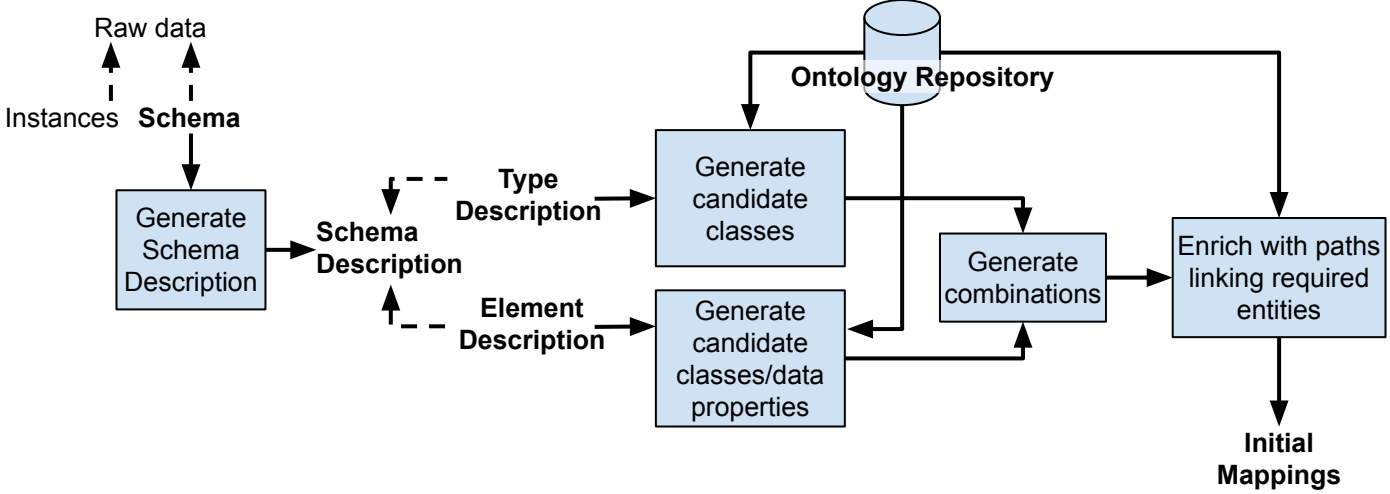 Raw data
Instances
Schema
Generate
Schema
Description
Schema
Description
Type
Description
Element
Description
Ontology Repository
Generate
candidate
classes
Generate
candidate
classes/data
properties
Generate
combinations
Enrich with paths
linking required
entities
Initial
Mappings